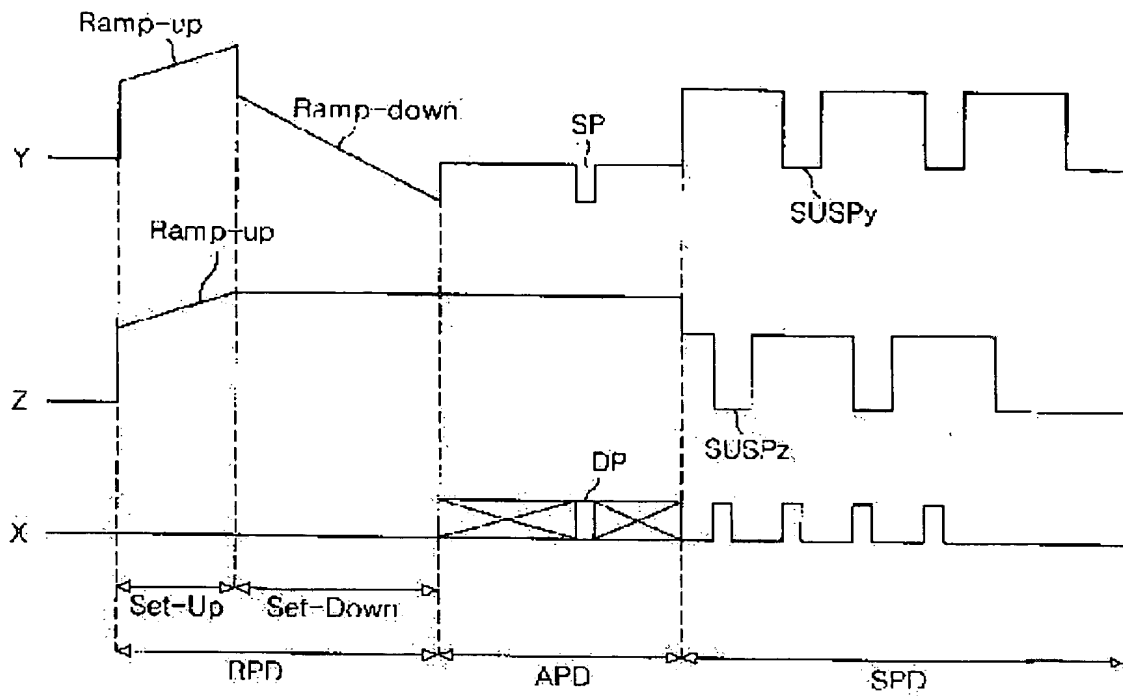 Ramp-up
Ramp-down
SP
Y
SUSPy
Ramp-up
Z
SUSPz
DP
X
Set-Up
Set-Down
RPD
APD
SPD